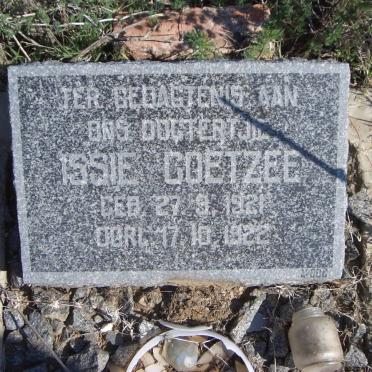 TER GEDAGTENIS AAN
ONS DOGTERTJIE
ISSIE COETZEE
GEB. 27. 9. 1921
OORL. 17. 10. 1922